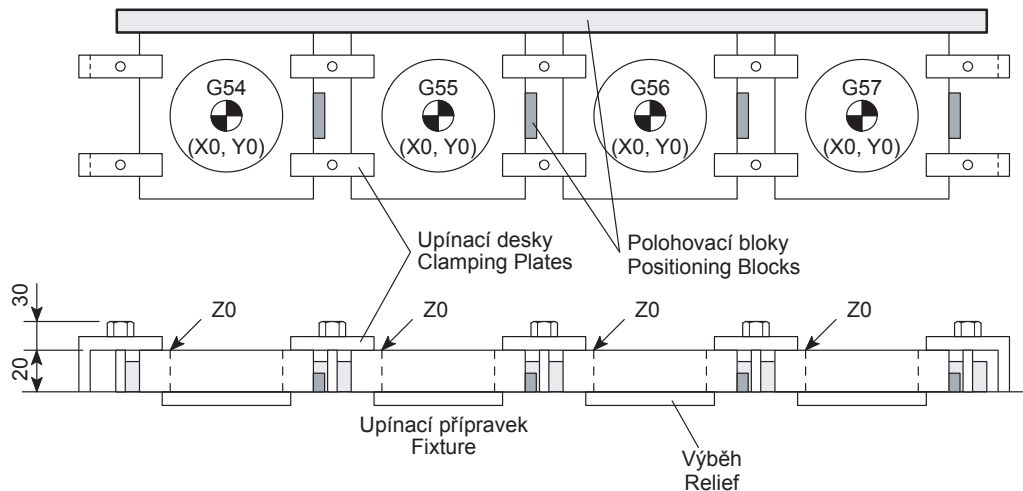 G54
(X0, Y0)
G55
(X0, Y0)
G56
(X0, Y0)
G57
(X0, Y0)
Upínací desky
Clamping Plates
Polohovací bloky
Positioning Blocks
30
20
Z0
Z0
Z0
Z0
Upínací přípravek
Fixture
Výběh
Relief